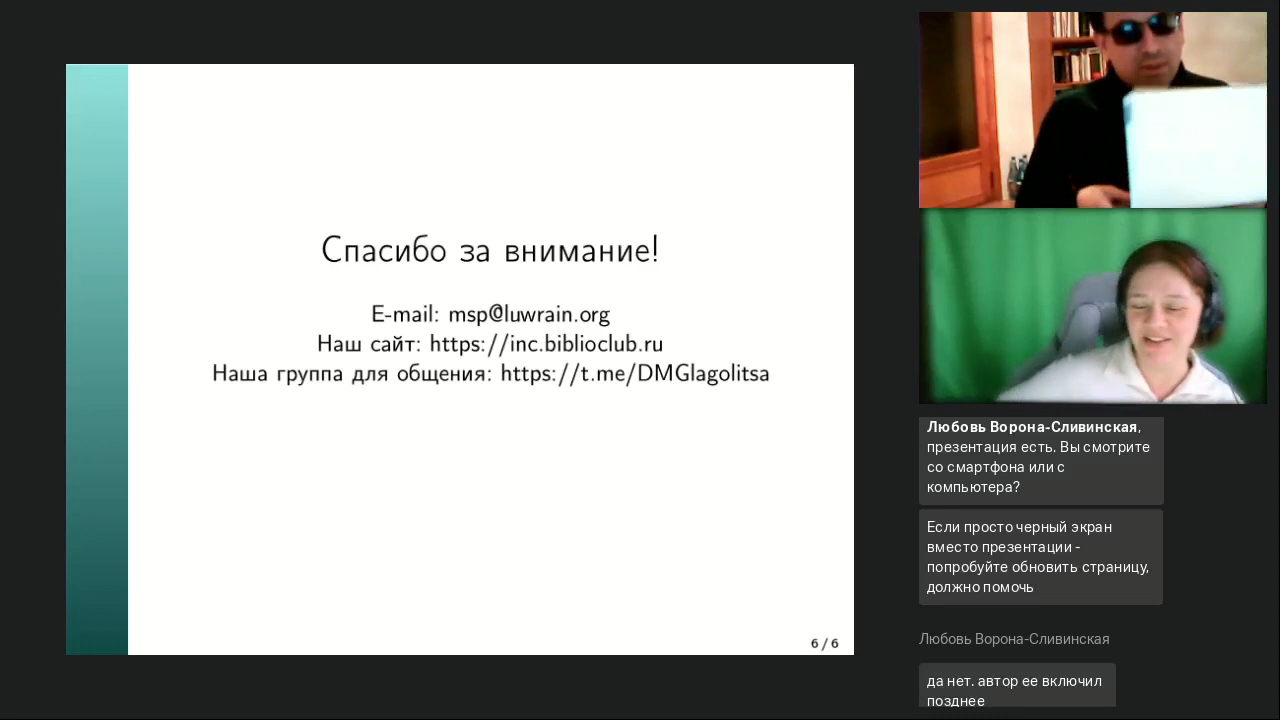 Спасибо за внимание!
E-mail: msp@luwrain.org
Наш сайт: https://inc.biblioclub.ru
Наша группа для общения: https://t.me/DMGlagolitsa
6 / 6
Любовь Ворона-Сливинская,
презентация есть. Вы смотрите
со смартфона или с
компьютера?
Если просто черный экран
вместо презентации -
попробуйте обновить страницу,
должно помочь
Любовь Ворона-Сливинская
да нет. автор ее включил
позднее